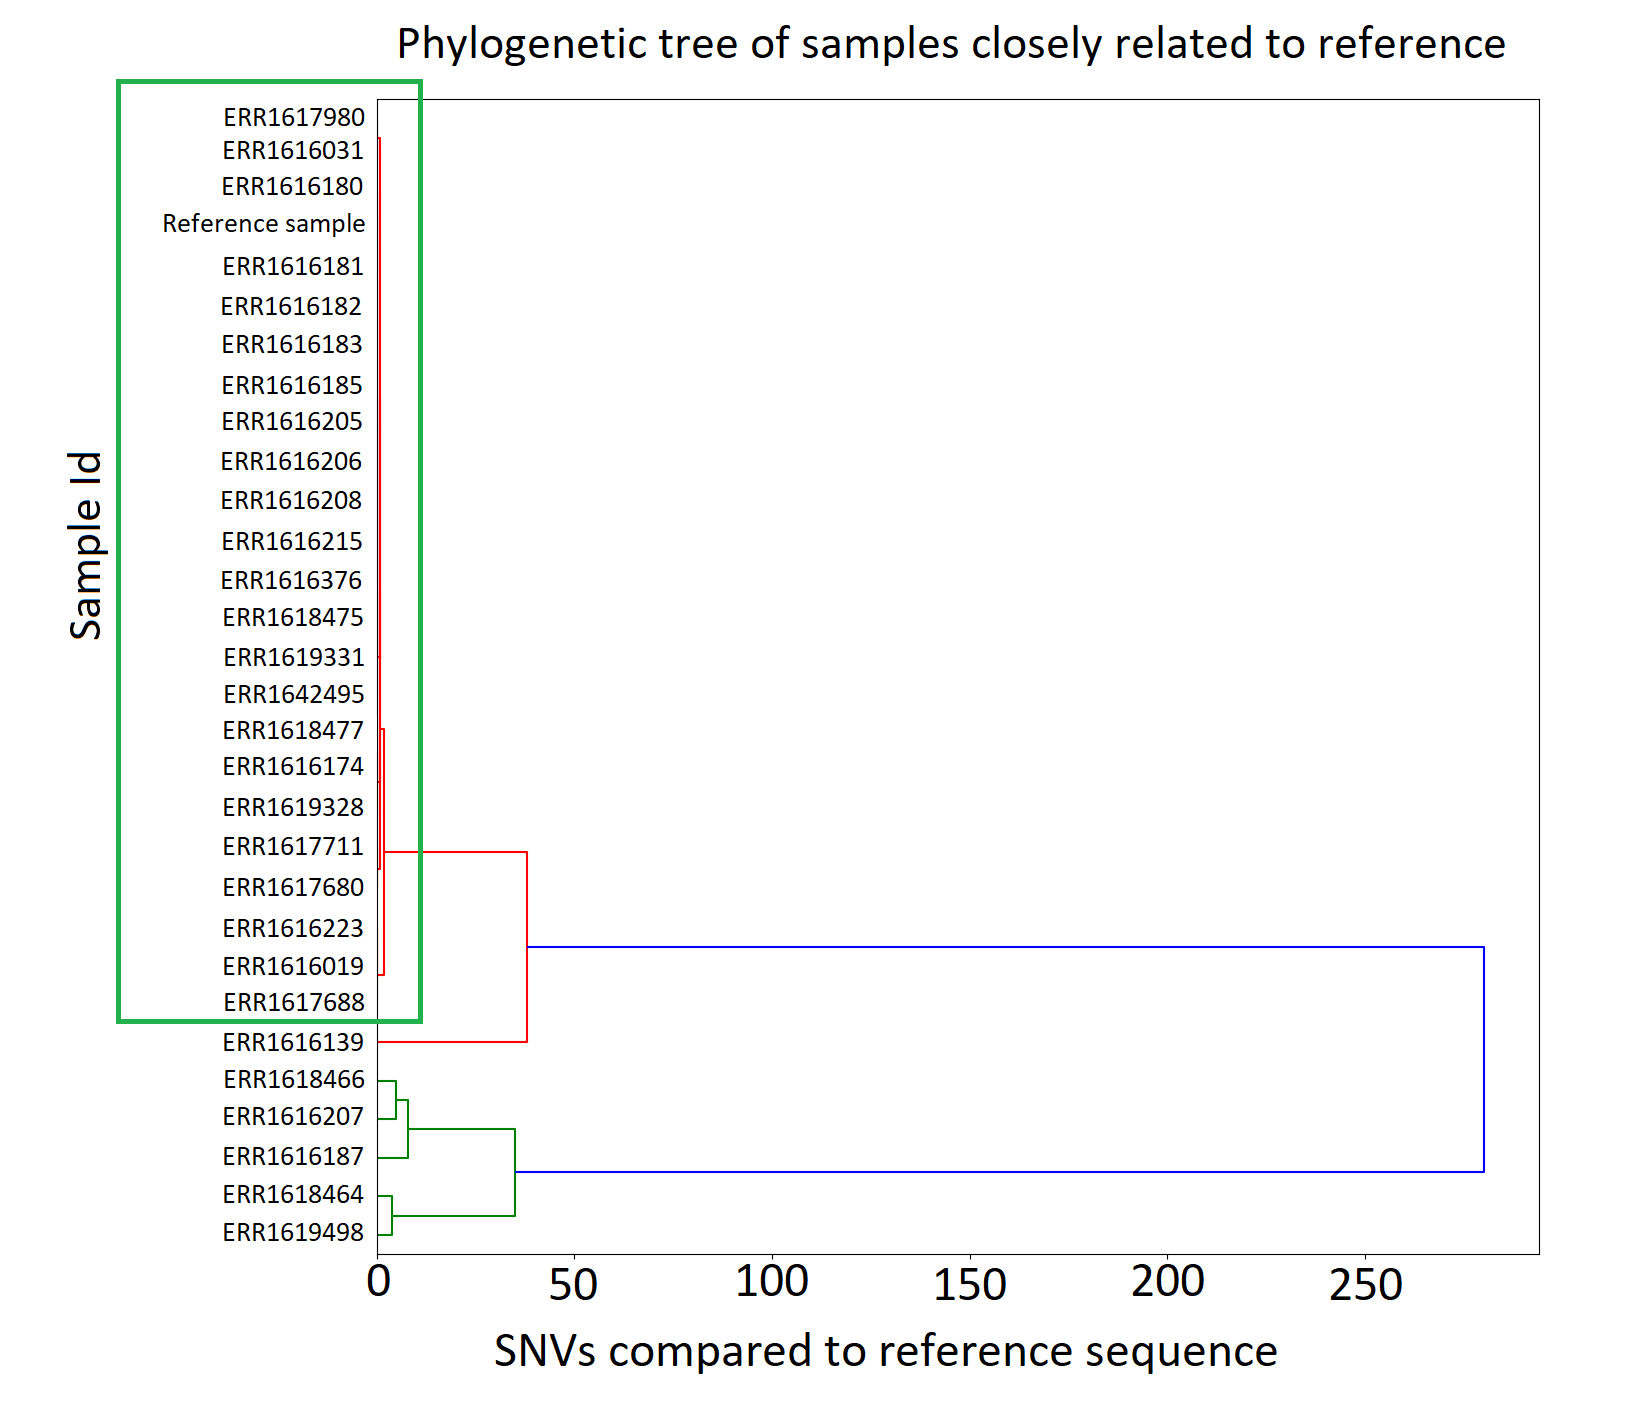 Phylogenetic tree of samples closely related to reference
Sample Id
ERR1617980
ERR1616031
ERR1616180
Reference sample
ERR1616181
ERR1616182
ERR1616183
ERR1616185
ERR1616205
ERR1616206
ERR1616208
ERR1616215
ERR1616376
ERR1618475
ERR1619331
ERR1642495
ERR1618477
ERR1616174
ERR1619328
ERR1617711
ERR1617680
ERR1616223
ERR1616019
ERR1617688
ERR1616139
ERR1618466
ERR1616207
ERR1616187
ERR1618464
ERR1619498
0 50 100 150 200 250
SNVs compared to reference sequence